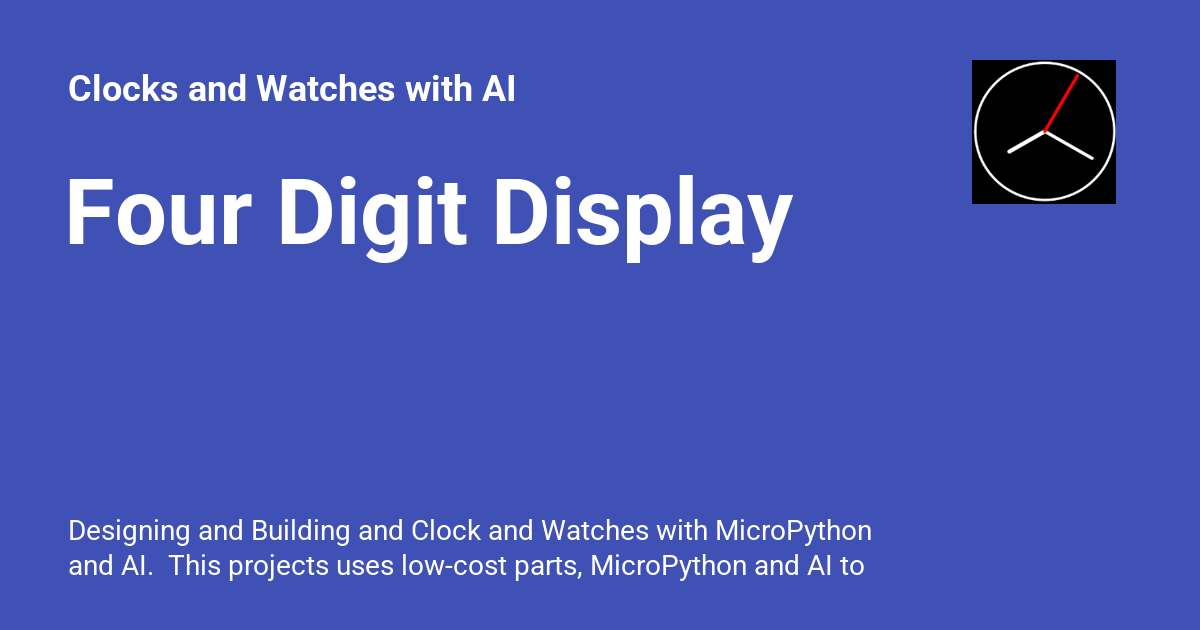 Clocks and Watches with AI
Four Digit Display
Designing and Building and Clock and Watches with MicroPython
and AI.  This projects uses low-cost parts, MicroPython and AI to